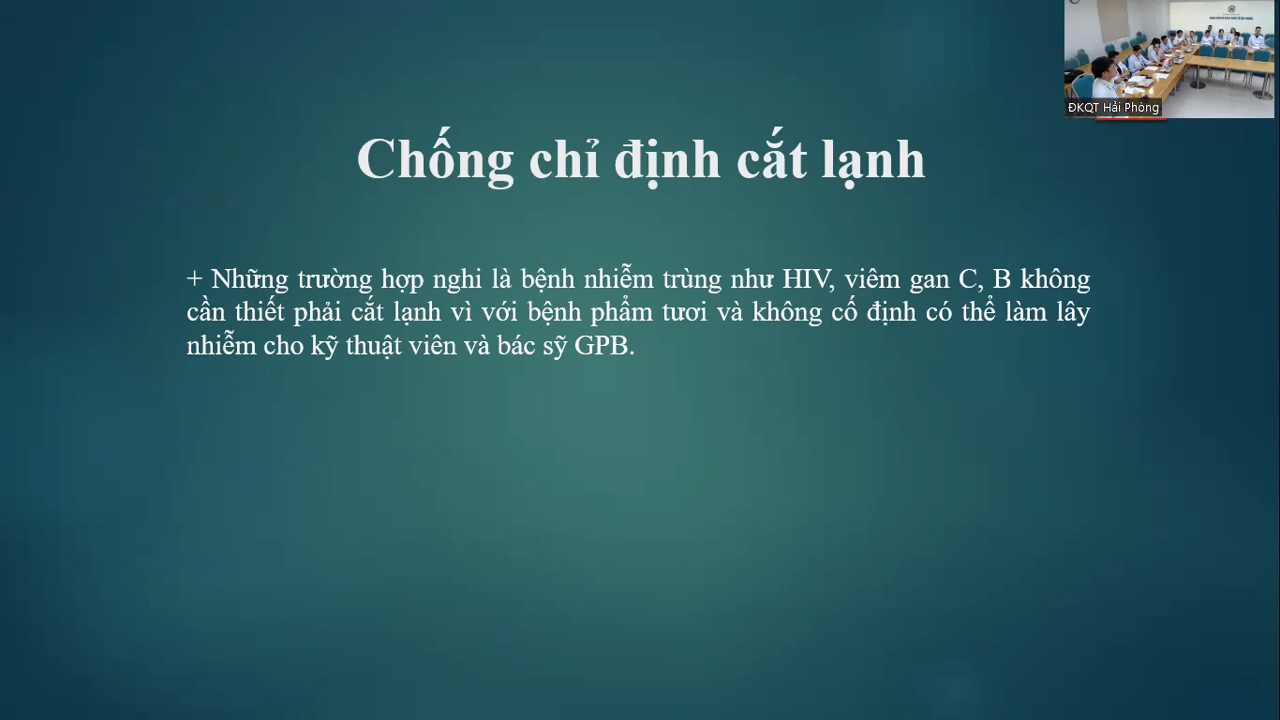 ĐKQT Hải Phòng
Chống chỉ định cắt lạnh
+ Những trường hợp nghi là bệnh nhiễm trùng như HIV, viêm gan C, B không
cần thiết phải cắt lạnh vì với bệnh phẩm tươi và không cố định có thể làm lây
nhiễm cho kỹ thuật viên và bác sỹ GPB.